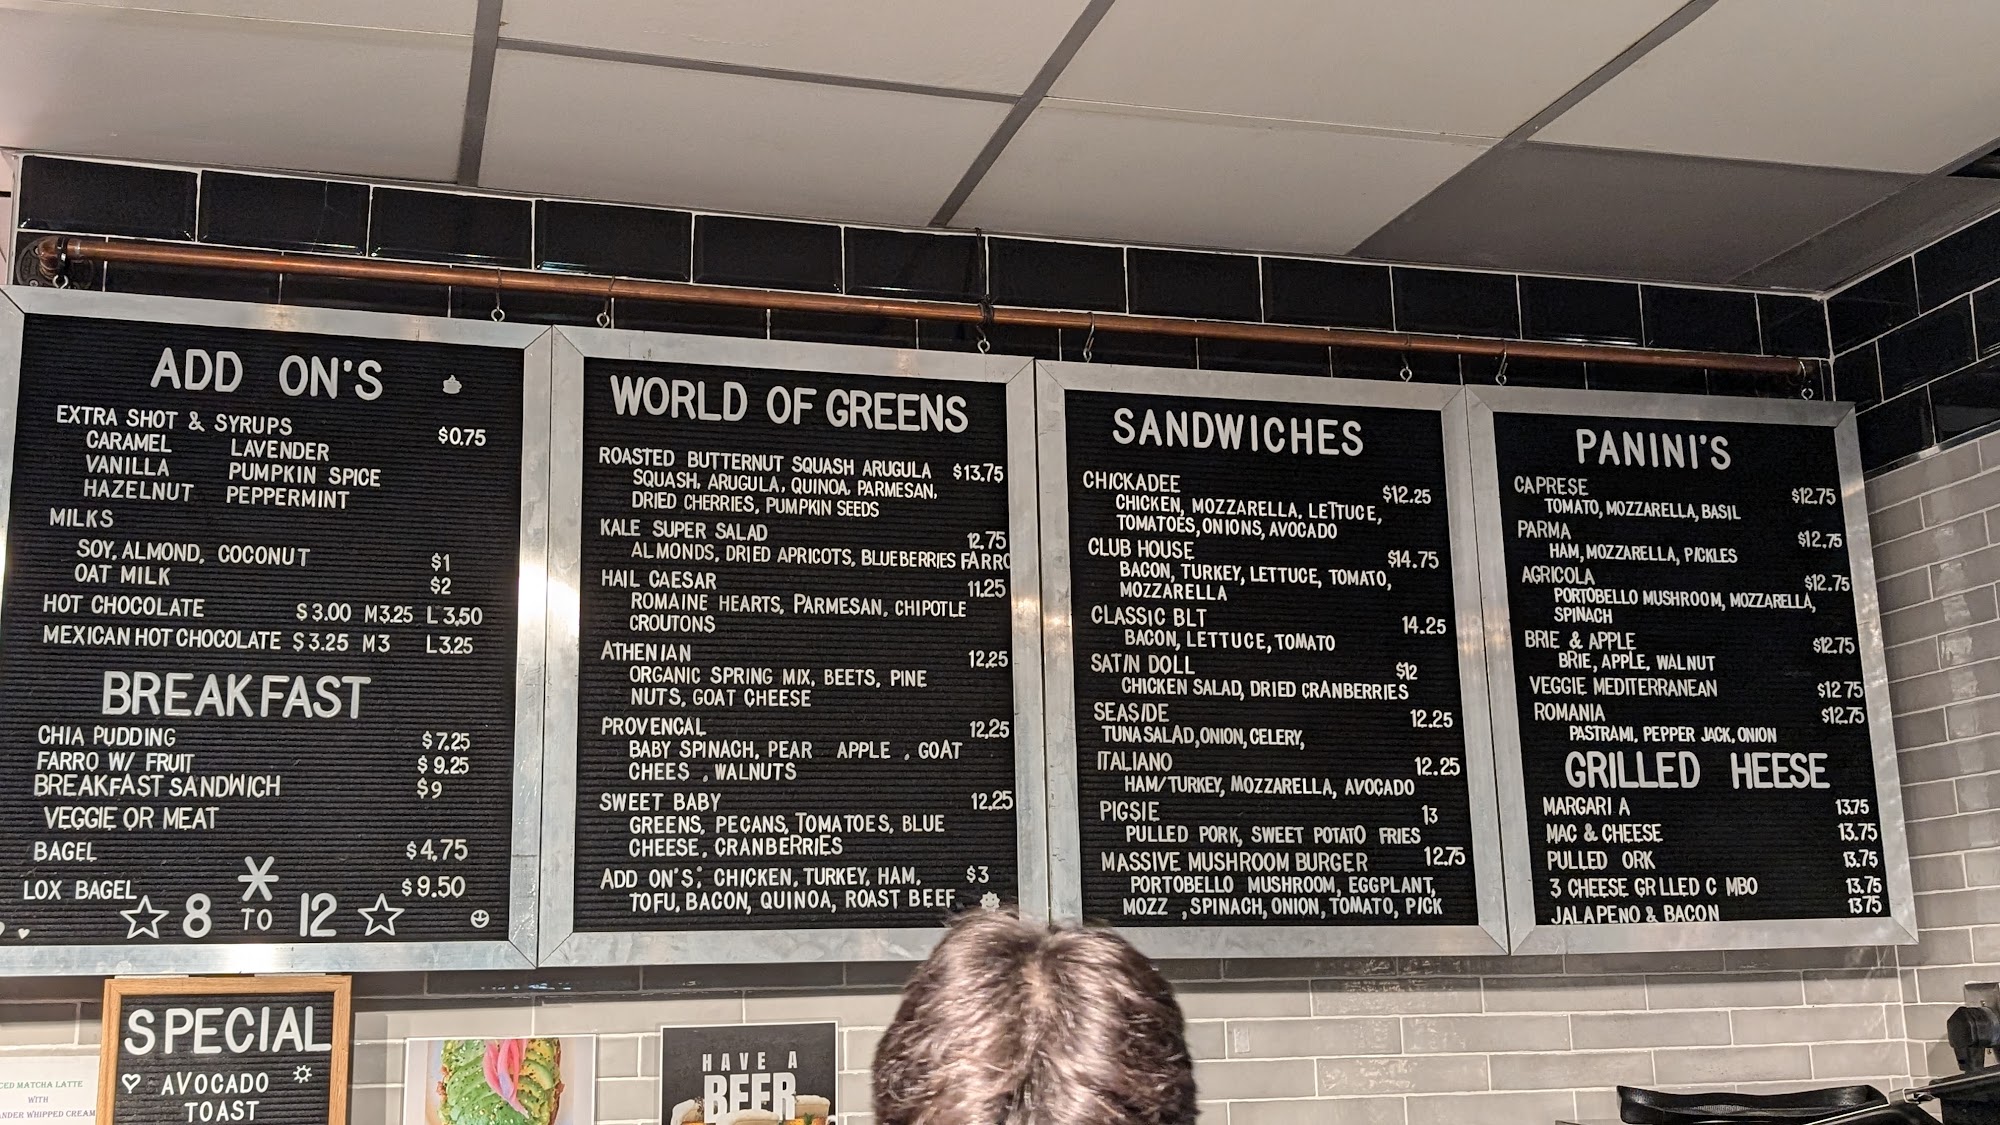 ADD ON'S
EXTRA SHOT & SYRUPS $0.75
CARAMEL LAVENDER
VANILLA PUMPKIN SPICE
HAZELNUT PEPPERMINT
MILKS
SOY, ALMOND, COCONUT $1
OAT MILK $2
HOT CHOCOLATE $3.00 M3.25 L3.50
MEXICAN HOT CHOCOLATE $3.25 M3 L3.25
BREAKFAST
CHIA PUDDING $7.25
FARRO W/ FRUIT $9.25
BREAKFAST SANDWICH $9
VEGGIE OR MEAT
BAGEL $4.75
LOX BAGEL $9.50
8 TO 12
WORLD OF GREENS
ROASTED BUTTERNUT SQUASH ARUGULA $13.75
SQUASH, ARUGULA, QUINOA, PARMESAN,
DRIED CHERRIES, PUMPKIN SEEDS
KALE SUPER SALAD 12.75
ALMONDS, DRIED APRICOTS, BLUEBERRIES FARRO
HAIL CAESAR 11.25
ROMAINE HEARTS, PARMESAN, CHIPOTLE
CROUTONS
ATHENIAN 12.25
ORGANIC SPRING MIX, BEETS, PINE
NUTS, GOAT CHEESE
PROVENCAL 12.25
BABY SPINACH, PEAR APPLE , GOAT
CHEES , WALNUTS
SWEET BABY 12.25
GREENS, PECANS, TOMATOES, BLUE
CHEESE, CRANBERRIES
ADD ON'S: CHICKEN, TURKEY, HAM, $3
TOFU, BACON, QUINOA, ROAST BEEF
SANDWICHES
CHICKADEE $12.25
CHICKEN, MOZZARELLA, LETTUCE,
TOMATOES, ONIONS, AVOCADO
CLUB HOUSE $14.75
BACON, TURKEY, LETTUCE, TOMATO,
MOZZARELLA
CLASSIC BLT 14.25
BACON, LETTUCE, TOMATO
SATIN DOLL $12
CHICKEN SALAD, DRIED CRANBERRIES
SEASIDE 12.25
TUNA SALAD, ONION, CELERY,
ITALIANO 12.25
HAM/TURKEY, MOZZARELLA, AVOCADO
PIGSIE 13
PULLED PORK, SWEET POTATO FRIES
MASSIVE MUSHROOM BURGER 12.75
PORTOBELLO MUSHROOM, EGGPLANT,
MOZZ , SPINACH, ONION, TOMATO, PICK
PANINI'S
CAPRESE $12.75
TOMATO, MOZZARELLA, BASIL
PARMA $12.75
HAM, MOZZARELLA, PICKLES
AGRICOLA $12.75
PORTOBELLO MUSHROOM, MOZZARELLA,
SPINACH
BRIE & APPLE $12.75
BRIE, APPLE, WALNUT
VEGGIE MEDITERRANEAN $12 75
ROMANIA $12.75
PASTRAMI, PEPPER JACK, ONION
GRILLED HEESE
MARGARI A 13.75
MAC & CHEESE 13.75
PULLED ORK 13.75
3 CHEESE GR LLED C MBO 13.75
JALAPENO & BACON 1375
SPECIAL
AVOCADO
TOAST
CED MATCHA LATTE
WITH
ANDER WHIPPED CREAM
HAVE A
BEER